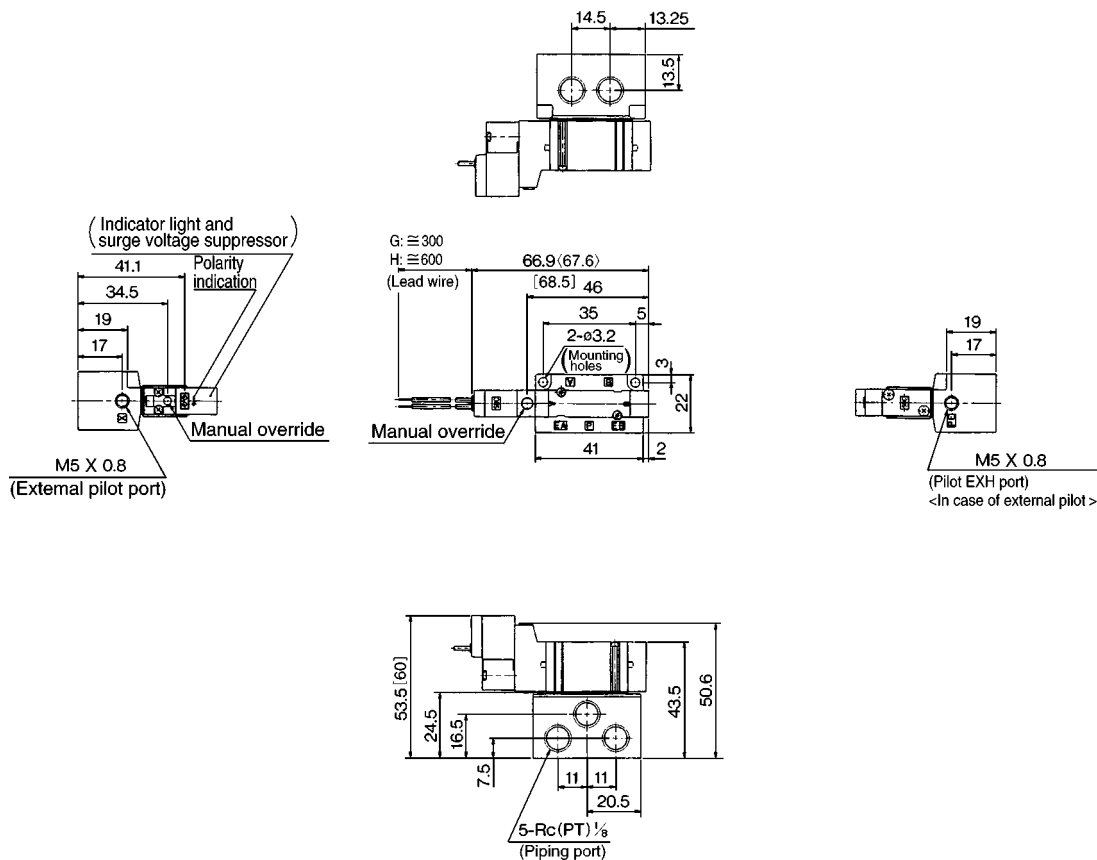 14.5
13.25
13.5
(Indicator light and
surge voltage suppressor)
41.1
Polarity
indication
34.5
19
17
X
Manual override
M5 X 0.8
(External pilot port)
G: ≅300
H: ≅600
(Lead wire)
66.9⟨67.6⟩
[68.5]
46
35
5
2-ø3.2
(Mounting
holes)
3
22
EA
P
EB
Manual override
41
2
19
17
PE
M5 X 0.8
(Pilot EXH port)
<In case of external pilot>
53.5[60]
24.5
16.5
7.5
43.5
50.6
11
11
20.5
5-Rc(PT)⅛
(Piping port)